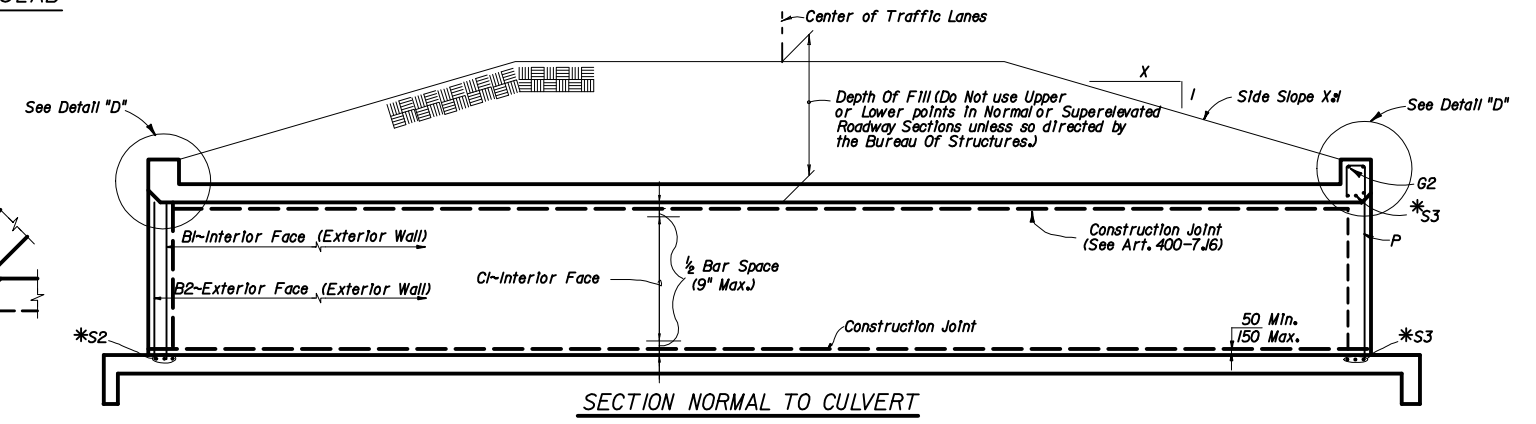 SLAB
Center of Traffic Lanes
X
1
See Detail "D"
Depth Of Fill (Do Not use Upper
or Lower points in Normal or Superelevated
Roadway Sections unless so directed by
the Bureau Of Structures.)
Side Slope X:1
See Detail "D"
G2
*S3
B1~Interior Face (Exterior Wall)
Construction Joint
(See Art. 400-7.16)
P
C1~Interior Face
1/2 Bar Space
(9" Max.)
B2~Exterior Face (Exterior Wall)
*S2
Construction Joint
50 Min.
150 Max.
*S3
SECTION NORMAL TO CULVERT